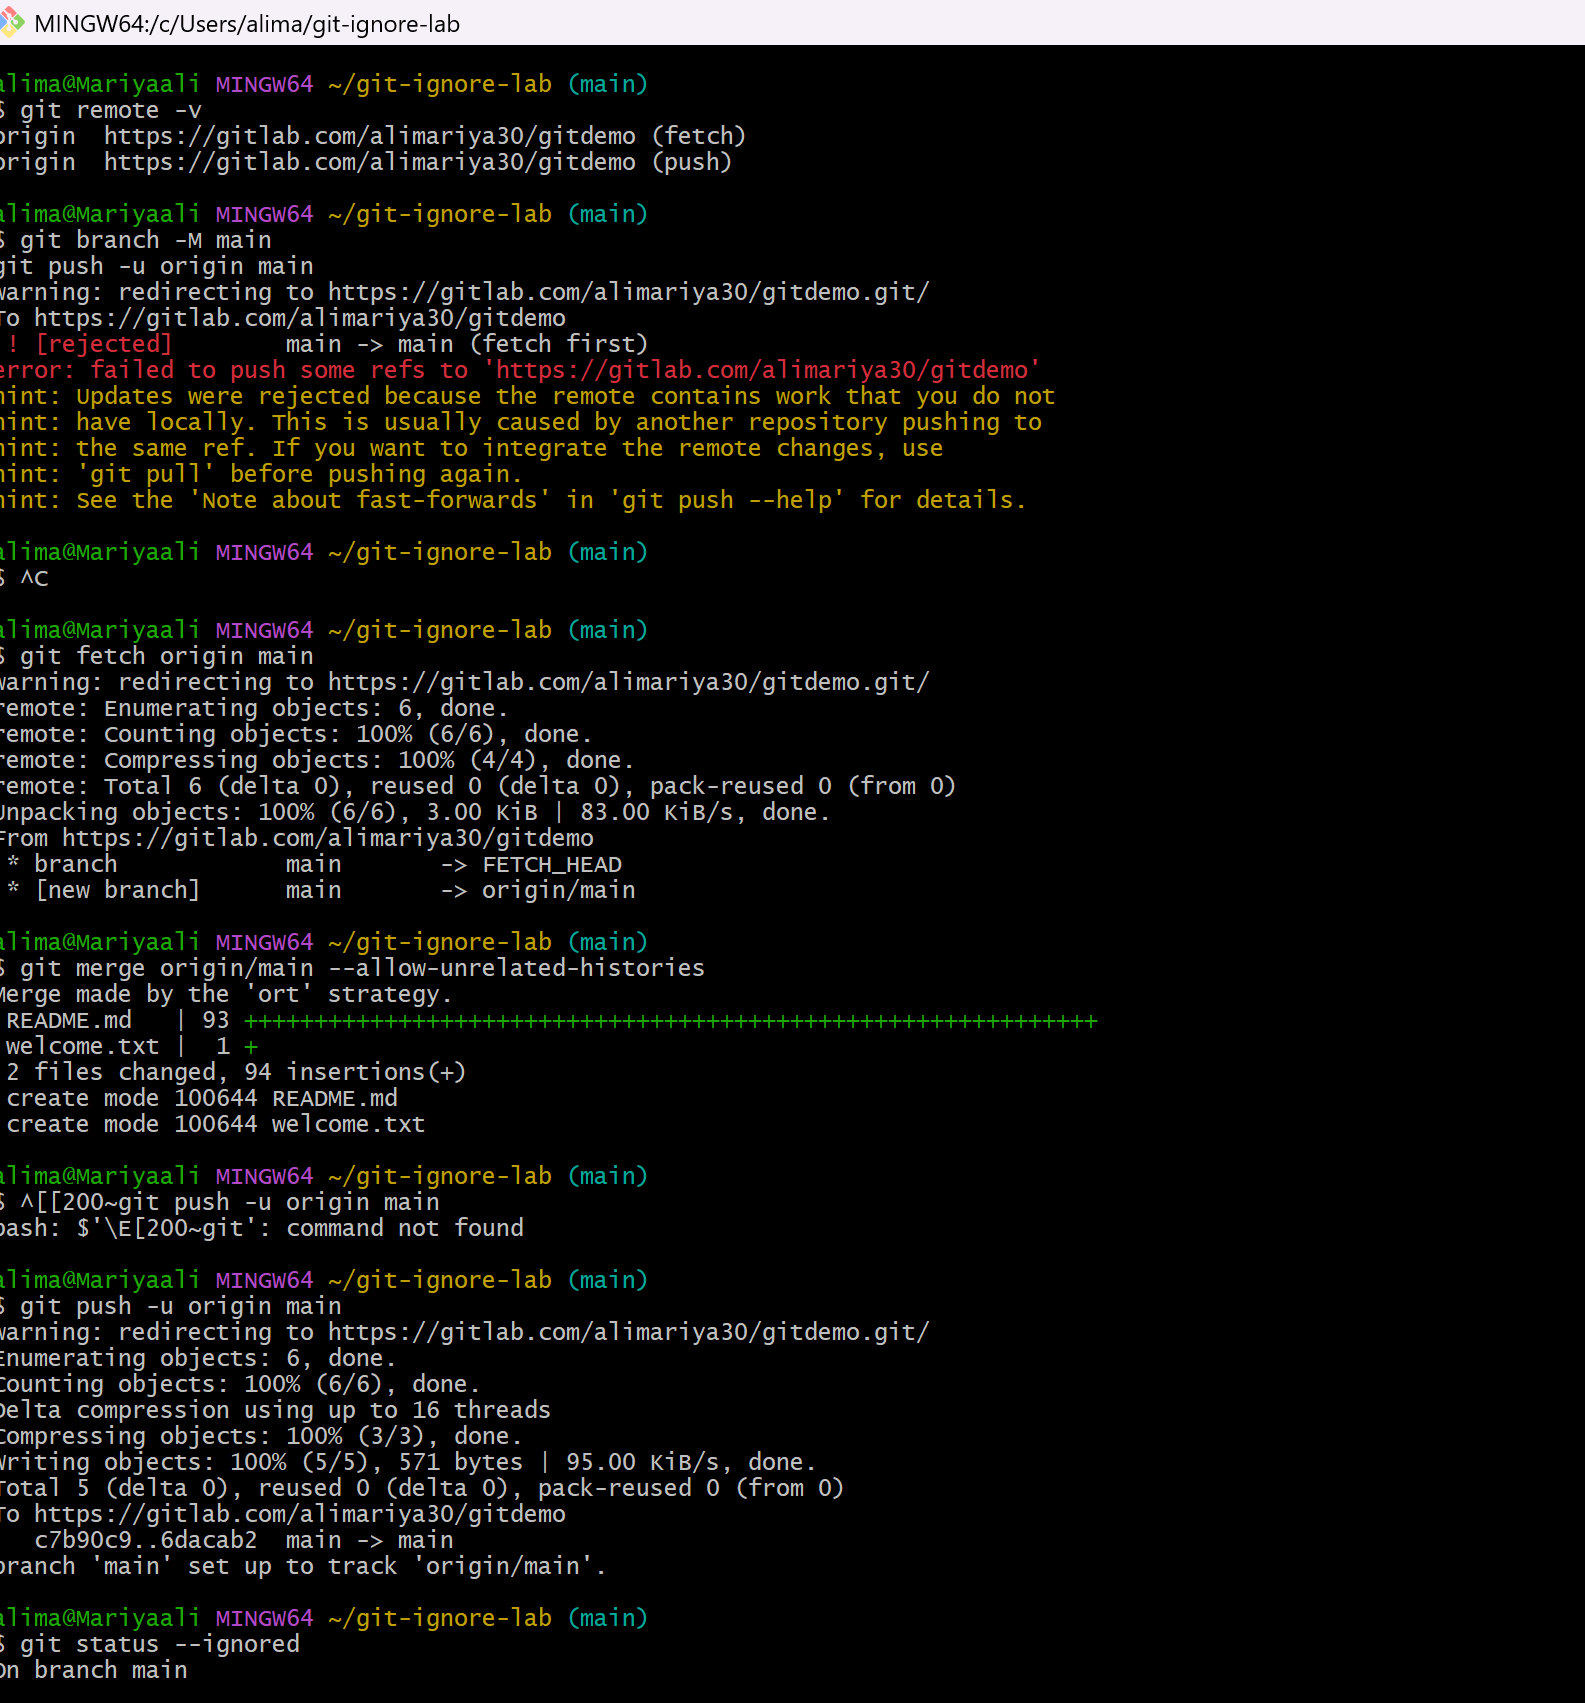 MINGW64:/c/Users/alima/git-ignore-lab
alima@Mariyaali MINGW64 ~/git-ignore-lab (main)
$ git remote -v
origin  https://gitlab.com/alimariya30/gitdemo (fetch)
origin  https://gitlab.com/alimariya30/gitdemo (push)
alima@Mariyaali MINGW64 ~/git-ignore-lab (main)
$ git branch -M main
git push -u origin main
warning: redirecting to https://gitlab.com/alimariya30/gitdemo.git/
To https://gitlab.com/alimariya30/gitdemo
 ! [rejected]        main -> main (fetch first)
error: failed to push some refs to 'https://gitlab.com/alimariya30/gitdemo'
hint: Updates were rejected because the remote contains work that you do not
hint: have locally. This is usually caused by another repository pushing to
hint: the same ref. If you want to integrate the remote changes, use
hint: 'git pull' before pushing again.
hint: See the 'Note about fast-forwards' in 'git push --help' for details.
alima@Mariyaali MINGW64 ~/git-ignore-lab (main)
$ ^C
alima@Mariyaali MINGW64 ~/git-ignore-lab (main)
$ git fetch origin main
warning: redirecting to https://gitlab.com/alimariya30/gitdemo.git/
remote: Enumerating objects: 6, done.
remote: Counting objects: 100% (6/6), done.
remote: Compressing objects: 100% (4/4), done.
remote: Total 6 (delta 0), reused 0 (delta 0), pack-reused 0 (from 0)
Unpacking objects: 100% (6/6), 3.00 KiB | 83.00 KiB/s, done.
From https://gitlab.com/alimariya30/gitdemo
 * branch            main       -> FETCH_HEAD
 * [new branch]      main       -> origin/main
alima@Mariyaali MINGW64 ~/git-ignore-lab (main)
$ git merge origin/main --allow-unrelated-histories
Merge made by the 'ort' strategy.
 README.md   | 93 +++++++++++++++++++++++++++++++++++++++++++++++++++++++++++++
 welcome.txt |  1 +
 2 files changed, 94 insertions(+)
 create mode 100644 README.md
 create mode 100644 welcome.txt
alima@Mariyaali MINGW64 ~/git-ignore-lab (main)
$ ^[[200~git push -u origin main
bash: $'\E[200~git': command not found
alima@Mariyaali MINGW64 ~/git-ignore-lab (main)
$ git push -u origin main
warning: redirecting to https://gitlab.com/alimariya30/gitdemo.git/
Enumerating objects: 6, done.
Counting objects: 100% (6/6), done.
Delta compression using up to 16 threads
Compressing objects: 100% (3/3), done.
Writing objects: 100% (5/5), 571 bytes | 95.00 KiB/s, done.
Total 5 (delta 0), reused 0 (delta 0), pack-reused 0 (from 0)
To https://gitlab.com/alimariya30/gitdemo
   c7b90c9..6dacab2  main -> main
branch 'main' set up to track 'origin/main'.
alima@Mariyaali MINGW64 ~/git-ignore-lab (main)
$ git status --ignored
On branch main